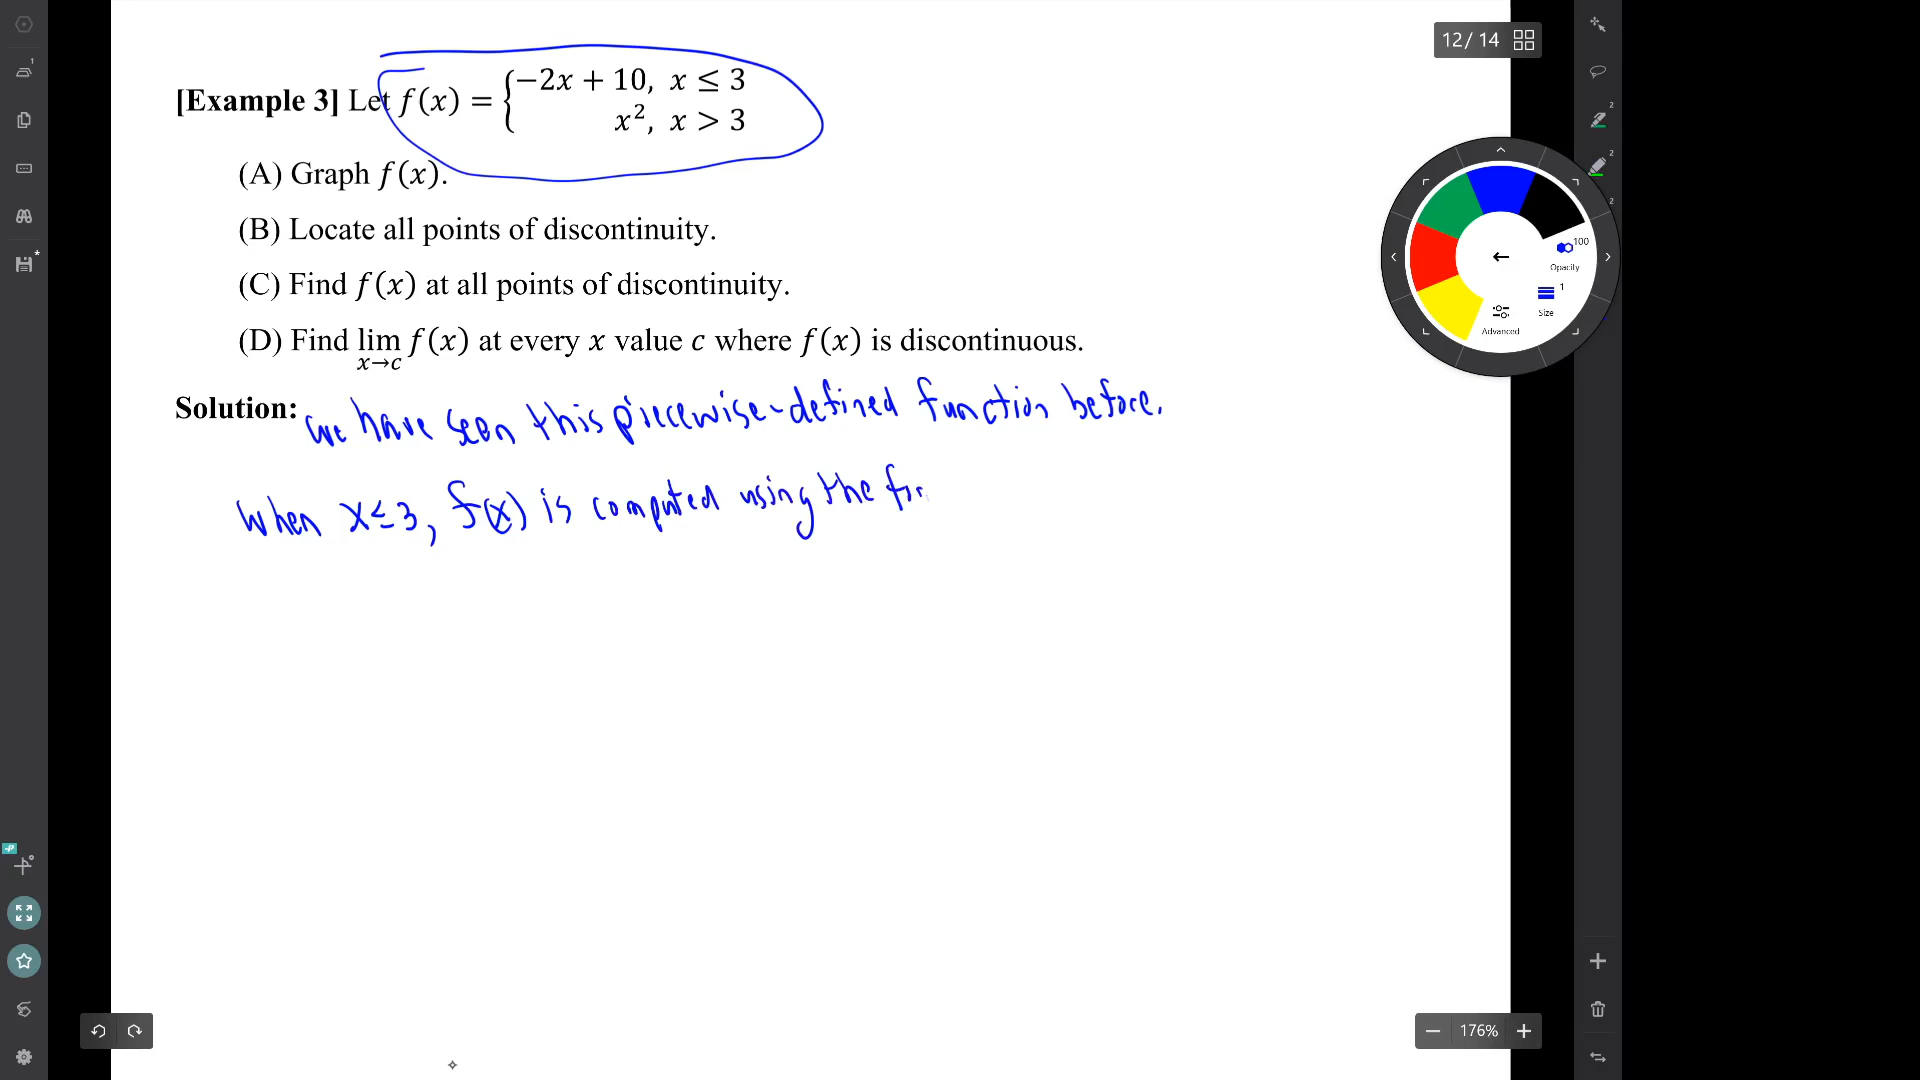 12 / 14
[Example 3] Let f(x) = {−2x + 10, x ≤ 3
x², x > 3
(A) Graph f(x).
(B) Locate all points of discontinuity.
(C) Find f(x) at all points of discontinuity.
(D) Find lim f(x) at every x value c where f(x) is discontinuous.
x→c
Solution: we have seen this piecewise-defined function before.
When x≤3, f(x) is computed using the
100
Opacity
1
Size
Advanced
176%